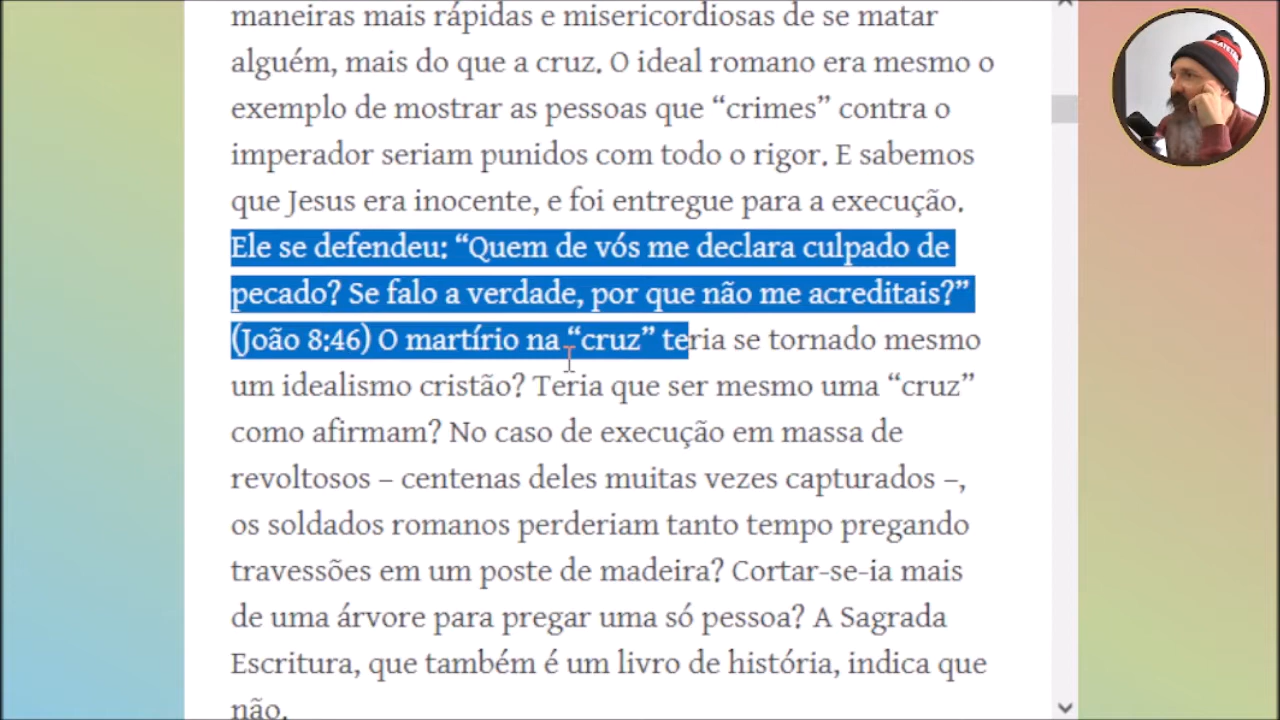 maneiras mais rápidas e misericordiosas de se matar
alguém, mais do que a cruz. O ideal romano era mesmo o
exemplo de mostrar as pessoas que “crimes” contra o
imperador seriam punidos com todo o rigor. E sabemos
que Jesus era inocente, e foi entregue para a execução.
Ele se defendeu: “Quem de vós me declara culpado de
pecado? Se falo a verdade, por que não me acreditais?”
(João 8:46) O martírio na “cruz” teria se tornado mesmo
um idealismo cristão? Teria que ser mesmo uma “cruz”
como afirmam? No caso de execução em massa de
revoltosos – centenas deles muitas vezes capturados –,
os soldados romanos perderiam tanto tempo pregando
travessões em um poste de madeira? Cortar-se-ia mais
de uma árvore para pregar uma só pessoa? A Sagrada
Escritura, que também é um livro de história, indica que
não.